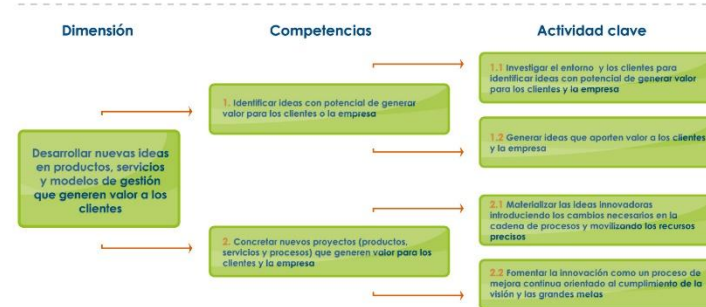 Dimensión
Competencias
Actividad clave
Desarrollar nuevas ideas
en productos, servicios
y modelos de gestión
que generen valor a los
clientes
1. Identificar ideas con potencial de generar
valor para los clientes o la empresa
2. Concretar nuevos proyectos (productos,
servicios y procesos) que generen valor para los
clientes y la empresa
1.1 Investigar el entorno y los clientes para
identificar ideas con potencial de generar valor
para los clientes y la empresa
1.2 Generar ideas que aporten valor a los clientes
y la empresa
2.1 Materializar las ideas innovadoras
introduciendo los cambios necesarios en la
cadena de procesos y movilizando los recursos
precisos
2.2 Fomentar la innovación como un proceso de
mejora continua orientado al cumplimiento de la
visión y las grandes metas